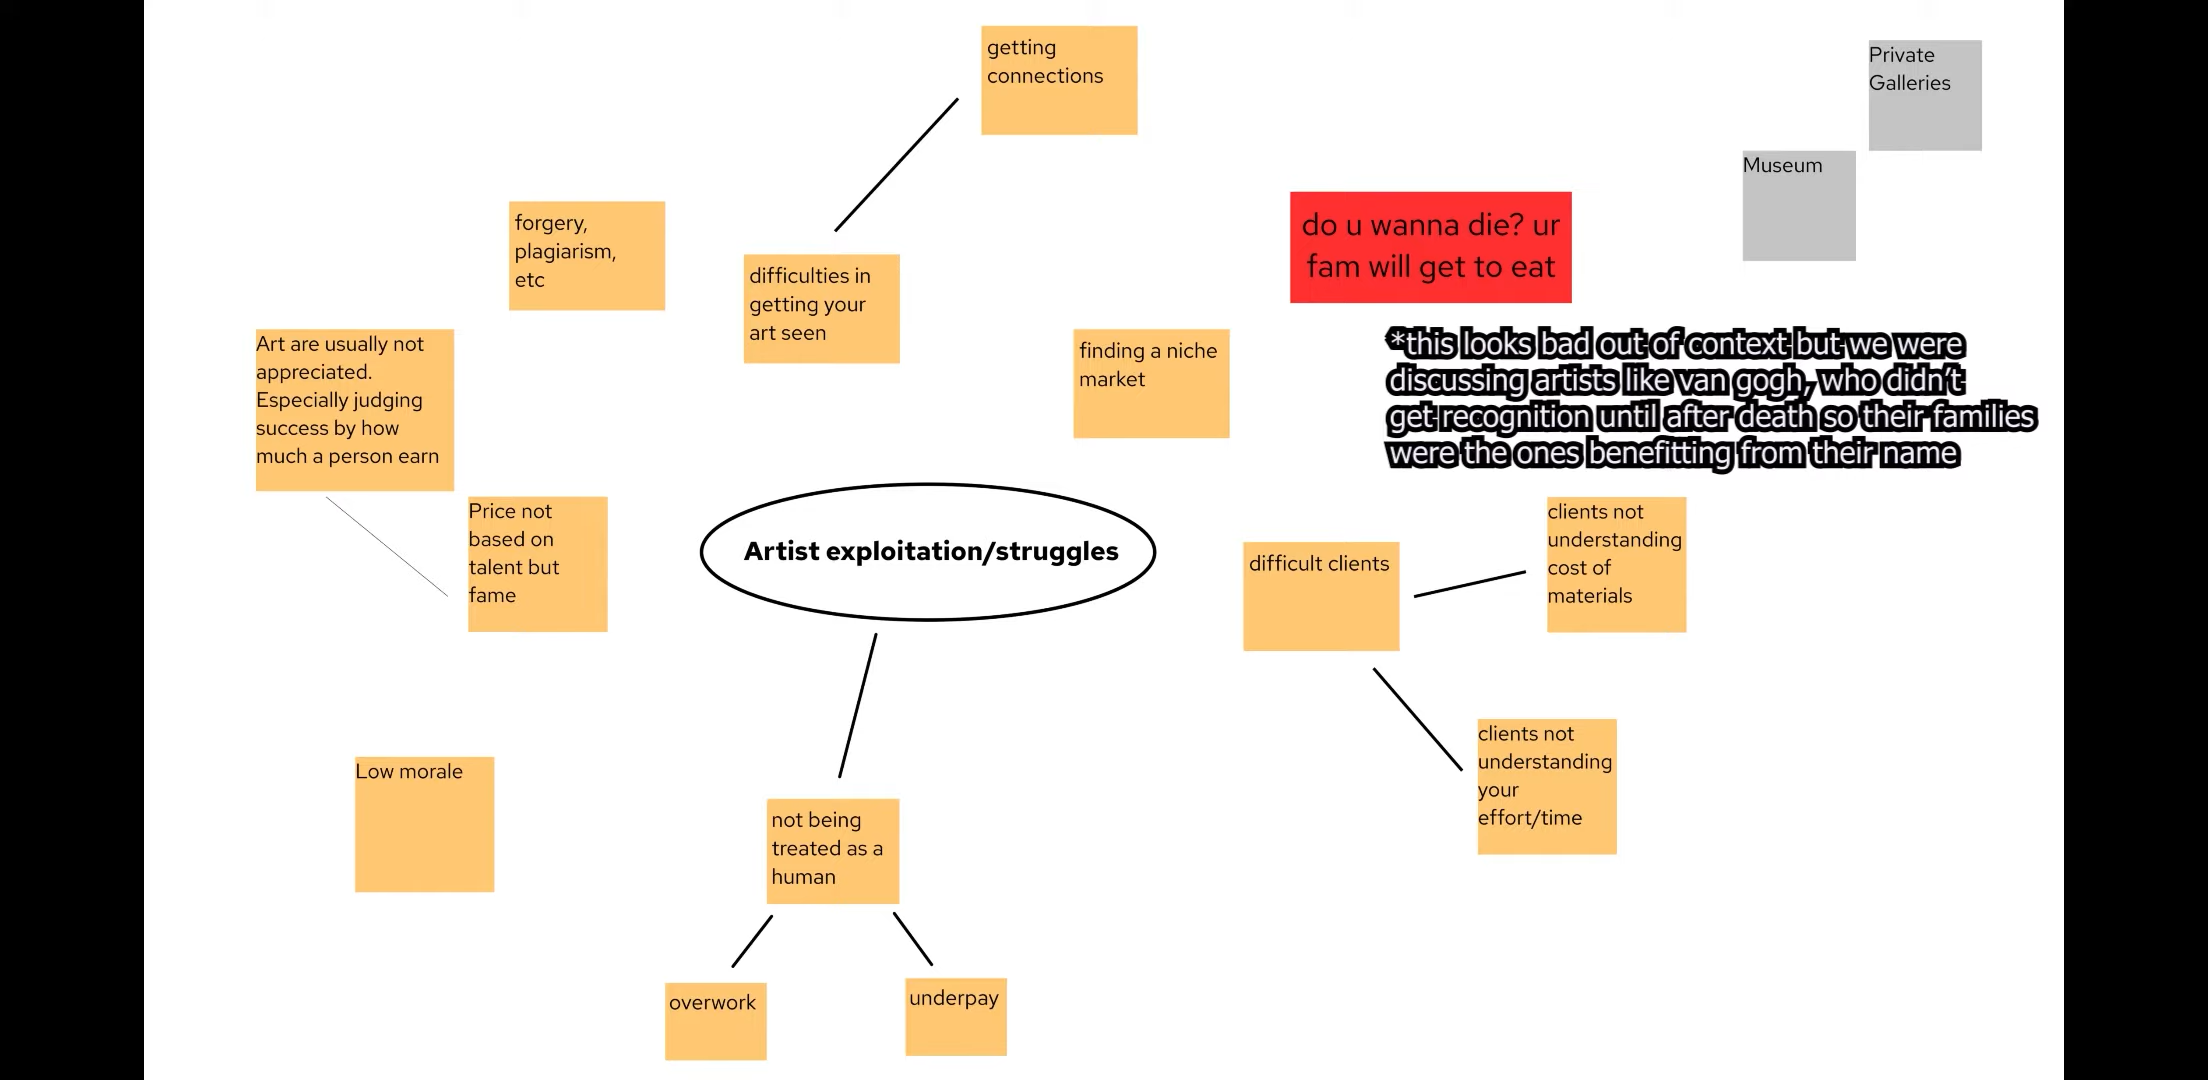 getting
connections
Private
Galleries
Museum
forgery,
plagiarism,
etc
do u wanna die? ur
fam will get to eat
difficulties in
getting your
art seen
Art are usually not
appreciated.
Especially judging
success by how
much a person earn
finding a niche
market
*this looks bad out of context but we were
discussing artists like van gogh, who didn't
get recognition until after death so their families
were the ones benefitting from their name
Price not
based on
talent but
fame
Artist exploitation/struggles
difficult clients
clients not
understanding
cost of
materials
clients not
understanding
your
effort/time
Low morale
not being
treated as a
human
overwork
underpay